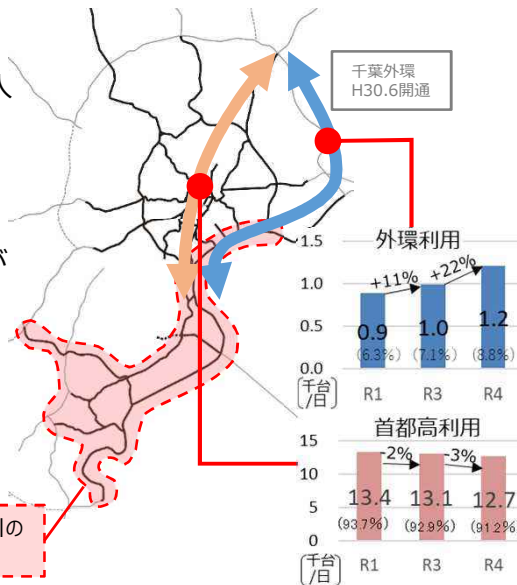 人
千葉外環
H30.6開通
が
外環利用
1.5
1.0
0.5
0.0
+11%
+22%
0.9
1.0
1.2
(6.3%)
(7.1%)
(8.8%)
〔千台/日〕
R1
R3
R4
首都高利用
15
10
5
0
-2%
-3%
13.4
13.1
12.7
(93.7%)
(92.9%)
(91.2%)
〔千台/日〕
R1
R3
R4
の